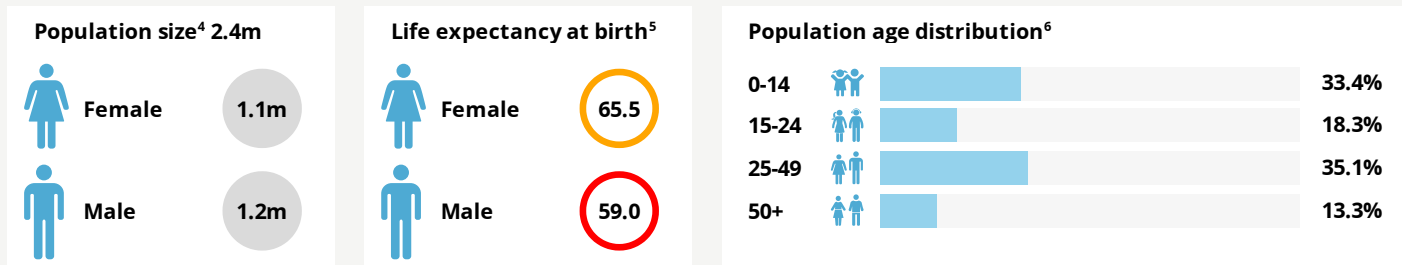 Population size⁴ 2.4m
Female 1.1m
Male 1.2m
Life expectancy at birth⁵
Female 65.5
Male 59.0
Population age distribution⁶
0-14 33.4%
15-24 18.3%
25-49 35.1%
50+ 13.3%